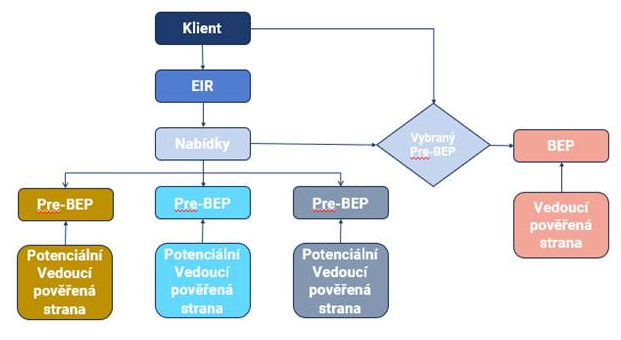 Klient
EIR
Nabídky
Vybraný
Pre-BEP
BEP
Pre-BEP
Pre-BEP
Pre-BEP
Vedoucí
pověřená
strana
Potenciální
Vedoucí
pověřená
strana
Potenciální
Vedoucí
pověřená
strana
Potenciální
Vedoucí
pověřená
strana